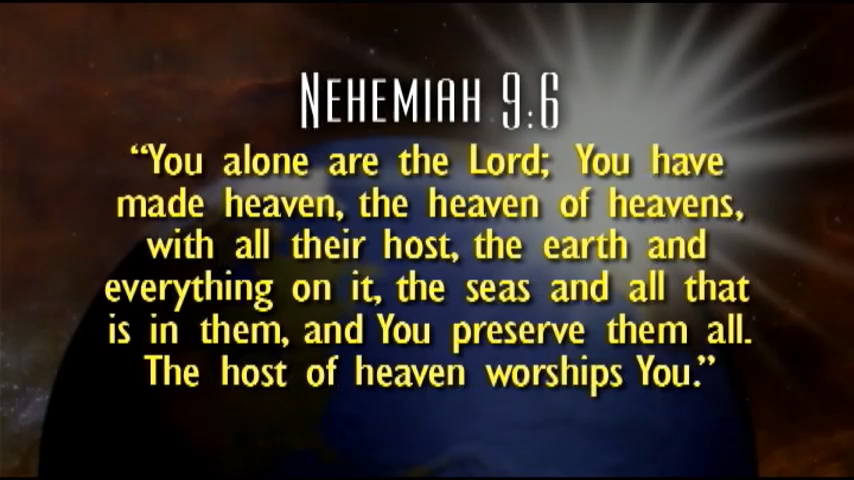 NEHEMIAH 9:6
“You alone are the Lord; You have
made heaven, the heaven of heavens,
with all their host, the earth and
everything on it, the seas and all that
is in them, and You preserve them all.
The host of heaven worships You.”